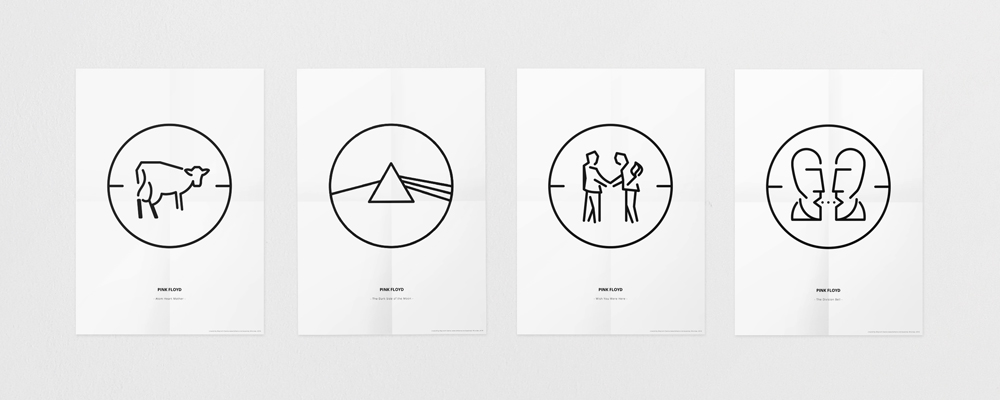 PINK FLOYD
Atom Heart Mother
PINK FLOYD
The Dark Side of the Moon
PINK FLOYD
Wish You Were Here
PINK FLOYD
The Division Bell